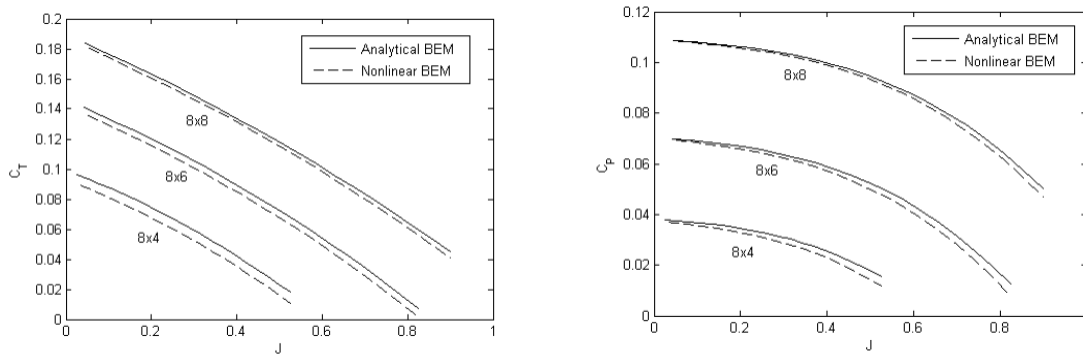 0.2
0.18
0.16
0.14
0.12
0.1
0.08
0.06
0.04
0.02
0
C_T
Analytical BEM
Nonlinear BEM
8x8
8x6
8x4
0 0.2 0.4 0.6 0.8 1
J
0.12
0.1
0.08
0.06
0.04
0.02
0
C_P
Analytical BEM
Nonlinear BEM
8x8
8x6
8x4
0 0.2 0.4 0.6 0.8
J